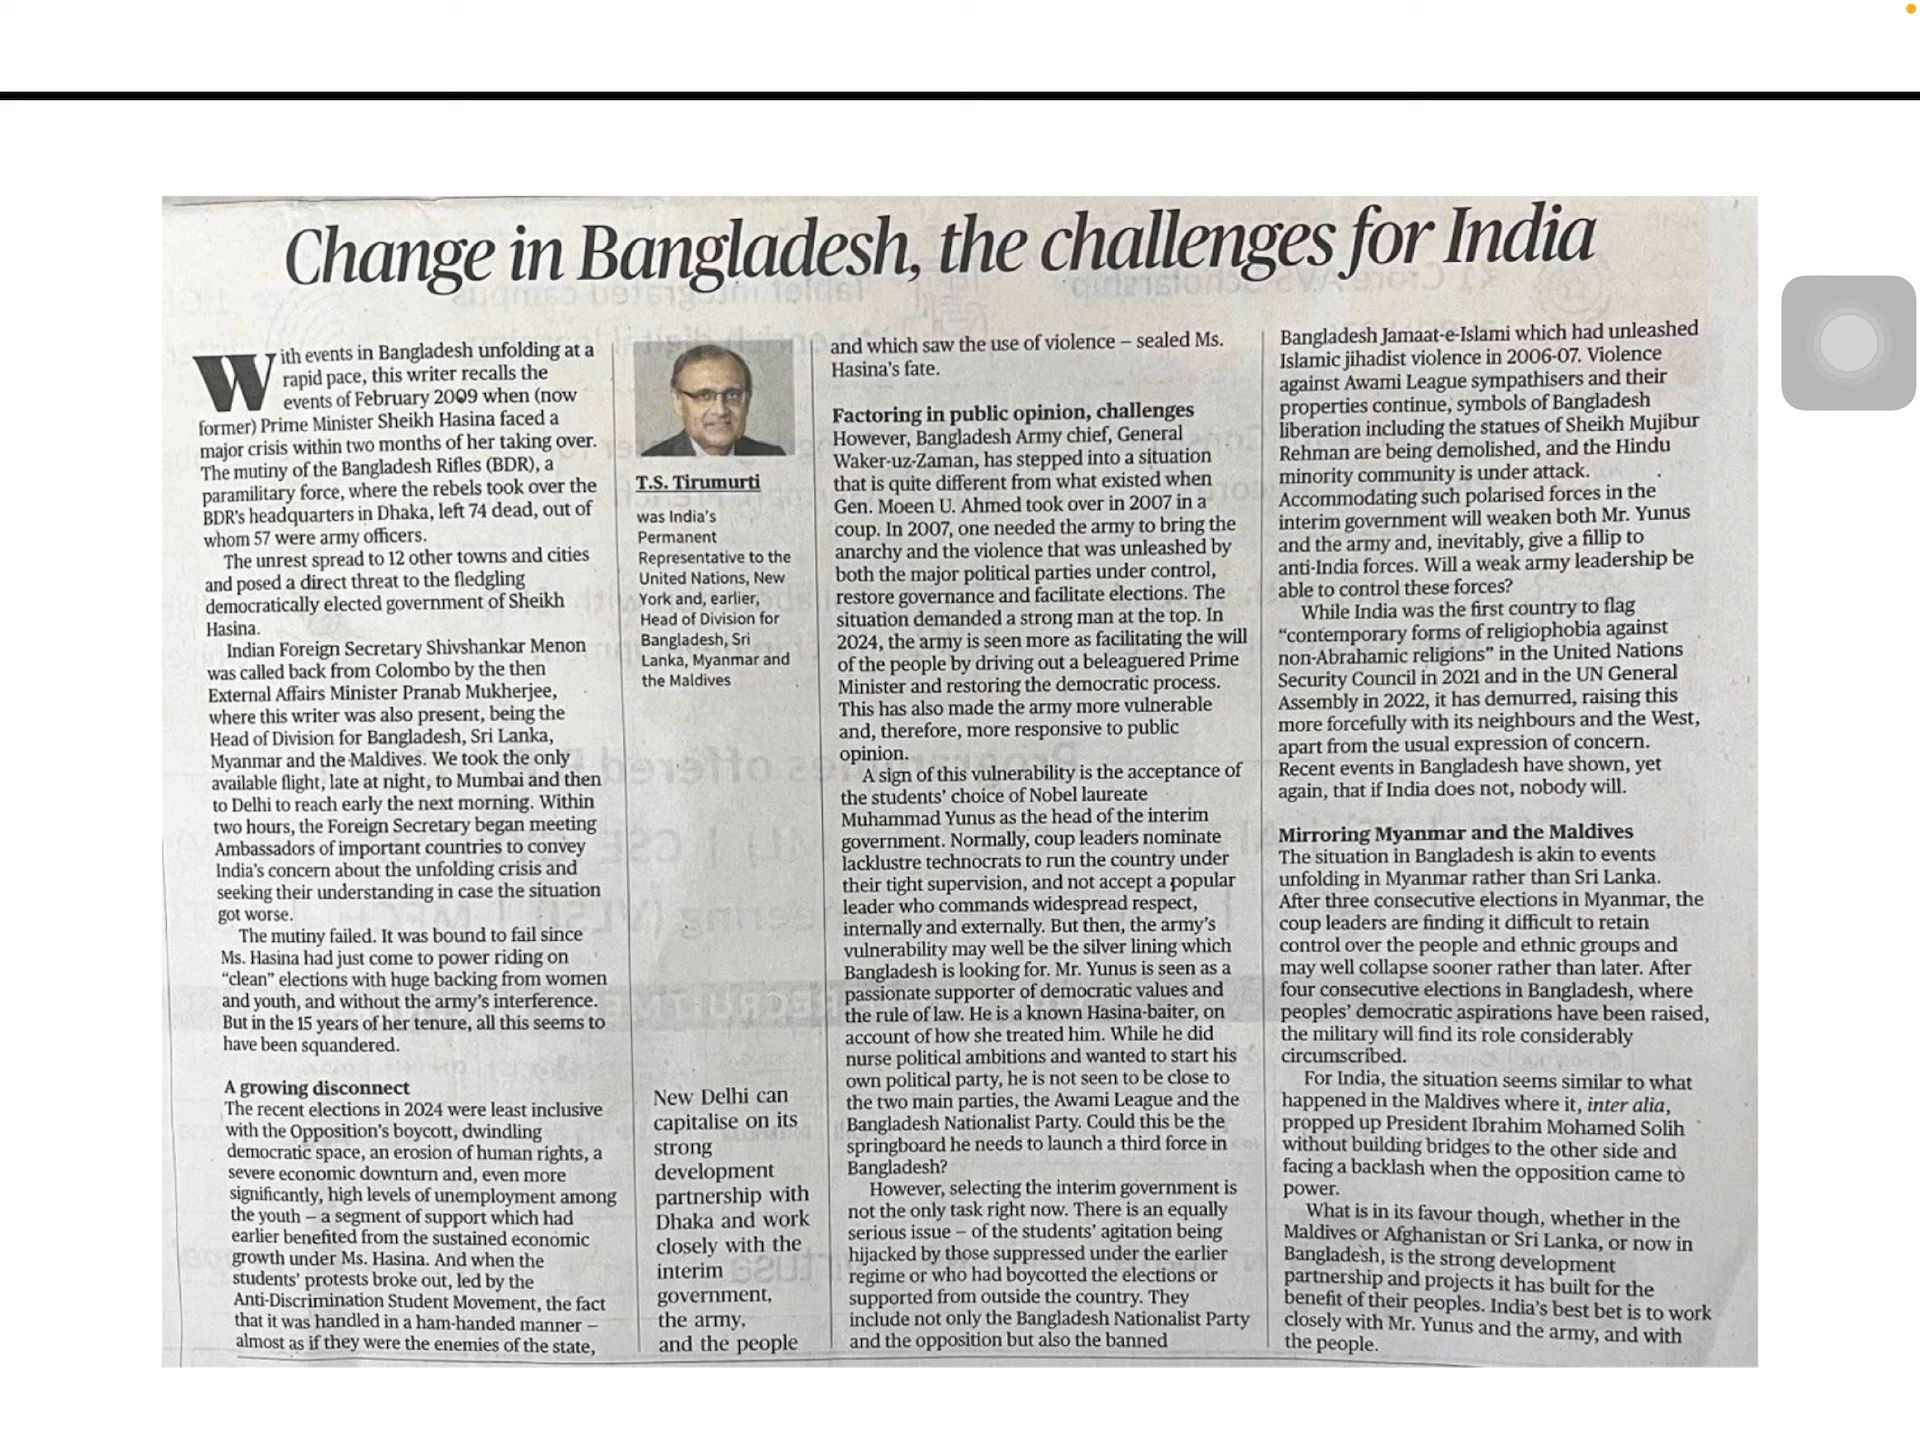 Change in Bangladesh, the challenges for India
With events in Bangladesh unfolding at a
rapid pace, this writer recalls the
events of February 2009 when (now
former) Prime Minister Sheikh Hasina faced a
major crisis within two months of her taking over.
The mutiny of the Bangladesh Rifles (BDR), a
paramilitary force, where the rebels took over the
BDR's headquarters in Dhaka, left 74 dead, out of
whom 57 were army officers.
The unrest spread to 12 other towns and cities
and posed a direct threat to the fledgling
democratically elected government of Sheikh
Hasina.
Indian Foreign Secretary Shivshankar Menon
was called back from Colombo by the then
External Affairs Minister Pranab Mukherjee,
where this writer was also present, being the
Head of Division for Bangladesh, Sri Lanka,
Myanmar and the Maldives. We took the only
available flight, late at night, to Mumbai and then
to Delhi to reach early the next morning. Within
two hours, the Foreign Secretary began meeting
Ambassadors of important countries to convey
India's concern about the unfolding crisis and
seeking their understanding in case the situation
got worse.
The mutiny failed. It was bound to fail since
Ms. Hasina had just come to power riding on
"clean" elections with huge backing from women
and youth, and without the army's interference.
But in the 15 years of her tenure, all this seems to
have been squandered.
A growing disconnect
The recent elections in 2024 were least inclusive
with the Opposition's boycott, dwindling
democratic space, an erosion of human rights, a
severe economic downturn and, even more
significantly, high levels of unemployment among
the youth – a segment of support which had
earlier benefited from the sustained economic
growth under Ms. Hasina. And when the
students' protests broke out, led by the
Anti-Discrimination Student Movement, the fact
that it was handled in a ham-handed manner –
almost as if they were the enemies of the state,
T.S. Tirumurti
was India's
Permanent
Representative to the
United Nations, New
York and, earlier,
Head of Division for
Bangladesh, Sri
Lanka, Myanmar and
the Maldives
New Delhi can
capitalise on its
strong
development
partnership with
Dhaka and work
closely with the
interim
government,
the army,
and the people
and which saw the use of violence – sealed Ms.
Hasina's fate.
Factoring in public opinion, challenges
However, Bangladesh Army chief, General
Waker-uz-Zaman, has stepped into a situation
that is quite different from what existed when
Gen. Moeen U. Ahmed took over in 2007 in a
coup. In 2007, one needed the army to bring the
anarchy and the violence that was unleashed by
both the major political parties under control,
restore governance and facilitate elections. The
situation demanded a strong man at the top. In
2024, the army is seen more as facilitating the will
of the people by driving out a beleaguered Prime
Minister and restoring the democratic process.
This has also made the army more vulnerable
and, therefore, more responsive to public
opinion.
A sign of this vulnerability is the acceptance of
the students' choice of Nobel laureate
Muhammad Yunus as the head of the interim
government. Normally, coup leaders nominate
lacklustre technocrats to run the country under
their tight supervision, and not accept a popular
leader who commands widespread respect,
internally and externally. But then, the army's
vulnerability may well be the silver lining which
Bangladesh is looking for. Mr. Yunus is seen as a
passionate supporter of democratic values and
the rule of law. He is a known Hasina-baiter, on
account of how she treated him. While he did
nurse political ambitions and wanted to start his
own political party, he is not seen to be close to
the two main parties, the Awami League and the
Bangladesh Nationalist Party. Could this be the
springboard he needs to launch a third force in
Bangladesh?
However, selecting the interim government is
not the only task right now. There is an equally
serious issue – of the students' agitation being
hijacked by those suppressed under the earlier
regime or who had boycotted the elections or
supported from outside the country. They
include not only the Bangladesh Nationalist Party
and the opposition but also the banned
Bangladesh Jamaat-e-Islami which had unleashed
Islamic jihadist violence in 2006-07. Violence
against Awami League sympathisers and their
properties continue, symbols of Bangladesh
liberation including the statues of Sheikh Mujibur
Rehman are being demolished, and the Hindu
minority community is under attack.
Accommodating such polarised forces in the
interim government will weaken both Mr. Yunus
and the army and, inevitably, give a fillip to
anti-India forces. Will a weak army leadership be
able to control these forces?
While India was the first country to flag
"contemporary forms of religiophobia against
non-Abrahamic religions" in the United Nations
Security Council in 2021 and in the UN General
Assembly in 2022, it has demurred, raising this
more forcefully with its neighbours and the West,
apart from the usual expression of concern.
Recent events in Bangladesh have shown, yet
again, that if India does not, nobody will.
Mirroring Myanmar and the Maldives
The situation in Bangladesh is akin to events
unfolding in Myanmar rather than Sri Lanka.
After three consecutive elections in Myanmar, the
coup leaders are finding it difficult to retain
control over the people and ethnic groups and
may well collapse sooner rather than later. After
four consecutive elections in Bangladesh, where
peoples' democratic aspirations have been raised,
the military will find its role considerably
circumscribed.
For India, the situation seems similar to what
happened in the Maldives where it, inter alia,
propped up President Ibrahim Mohamed Solih
without building bridges to the other side and
facing a backlash when the opposition came to
power.
What is in its favour though, whether in the
Maldives or Afghanistan or Sri Lanka, or now in
Bangladesh, is the strong development
partnership and projects it has built for the
benefit of their peoples. India's best bet is to work
closely with Mr. Yunus and the army, and with
the people.